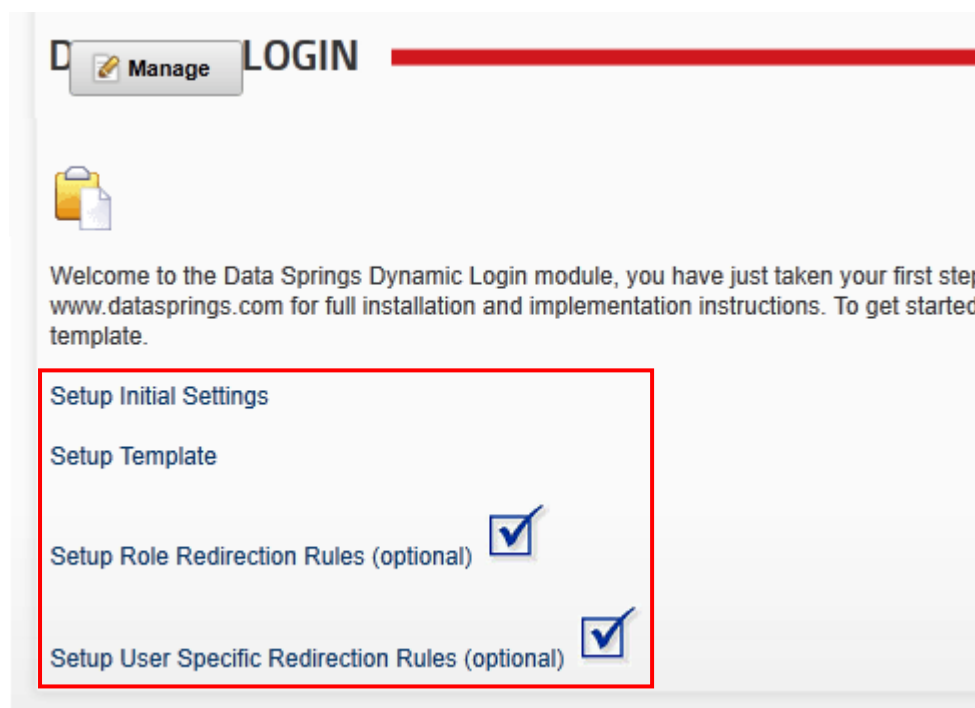 D
Manage
LOGIN
Welcome to the Data Springs Dynamic Login module, you have just taken your first step
www.datasprings.com for full installation and implementation instructions. To get started
template.
Setup Initial Settings
Setup Template
Setup Role Redirection Rules (optional)
Setup User Specific Redirection Rules (optional)